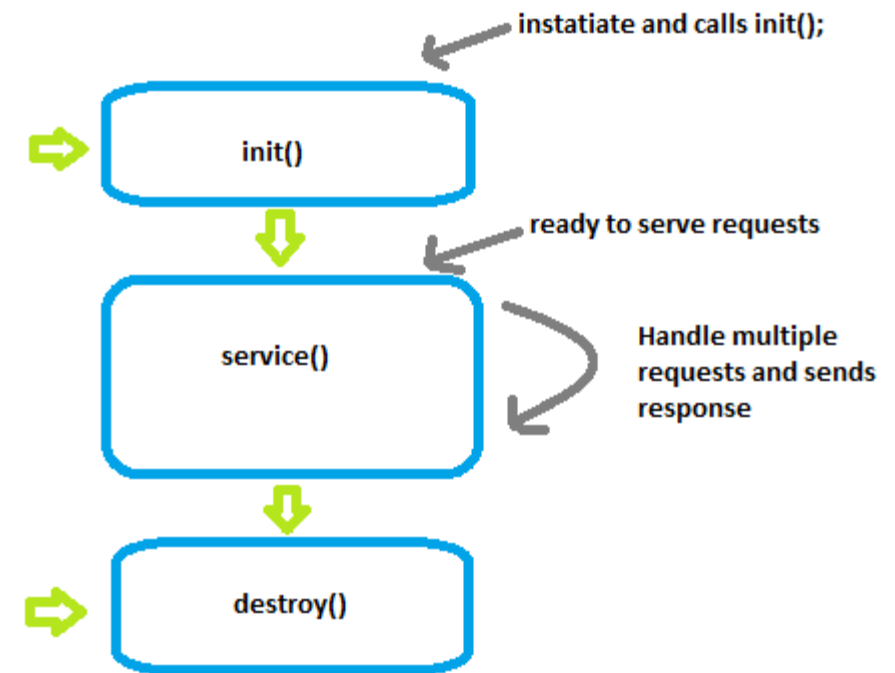 instatiate and calls init();
init()
ready to serve requests
service()
Handle multiple
requests and sends
response
destroy()